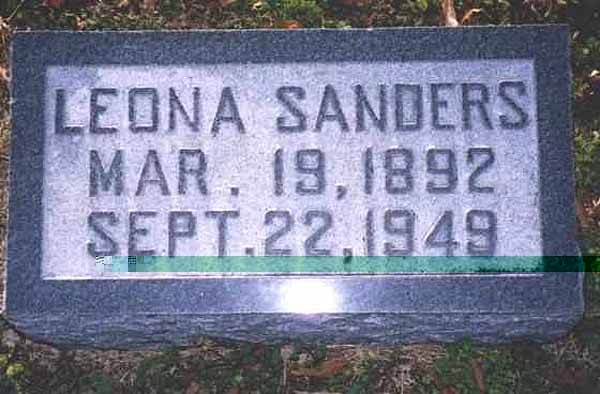 LEONA SANDERS
MAR. 19, 1892
SEPT. 22, 1949